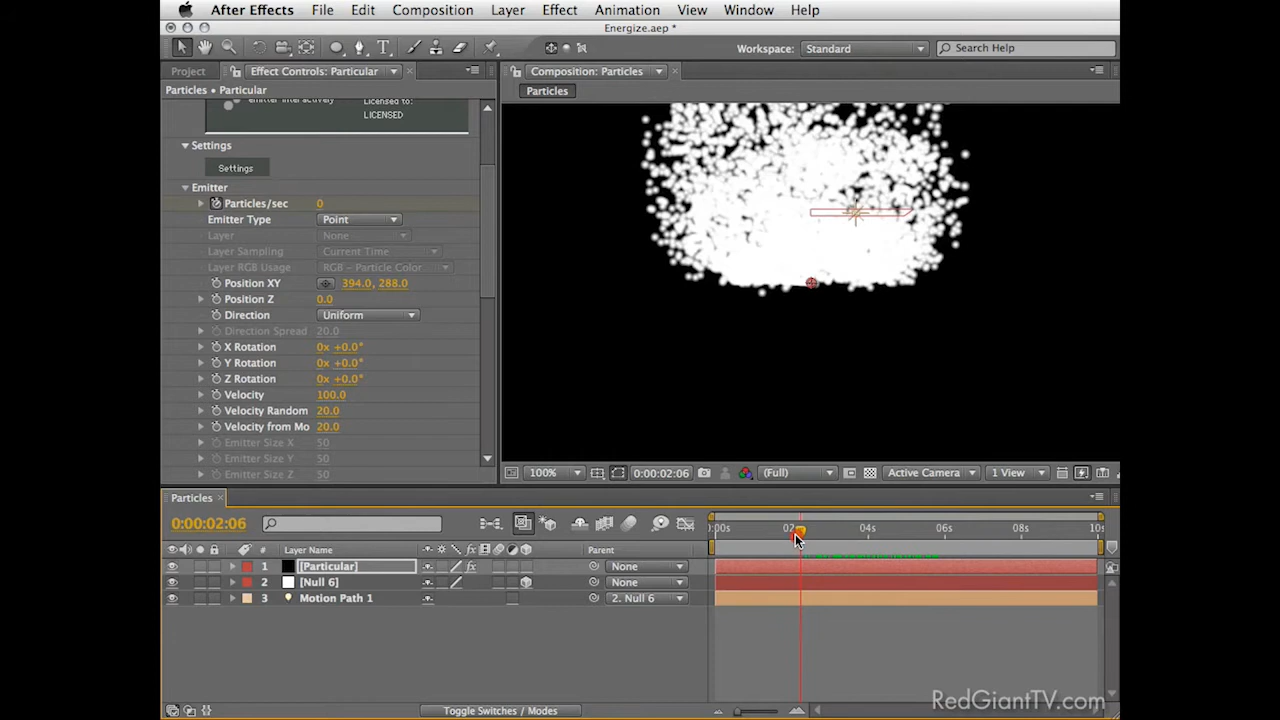 After Effects File Edit Composition Layer Effect Animation View Window Help
Energize.aep *
Workspace: Standard Search Help
Project Effect Controls: Particular Composition: Particles
Particles • Particular Particles
emitter interactively Licensed to:
LICENSED
Settings
Settings
Emitter
Particles/sec 0
Emitter Type Point
Layer None
Layer Sampling Current Time
Layer RGB Usage RGB - Particle Color
Position XY 394.0, 288.0
Position Z 0.0
Direction Uniform
Direction Spread 20.0
X Rotation 0x +0.0°
Y Rotation 0x +0.0°
Z Rotation 0x +0.0°
Velocity 100.0
Velocity Random 20.0
Velocity from Mo 20.0
Emitter Size X 50
Emitter Size Y 50
Emitter Size Z 50
100% 0:00:02:06 (Full) Active Camera 1 View
Particles
0:00:02:06 :00s 02s 04s 06s 08s 10s
# Layer Name Parent
1 [Particular] fx None
2 [Null 6] None
3 Motion Path 1 2. Null 6
Toggle Switches / Modes
RedGiantTV.com